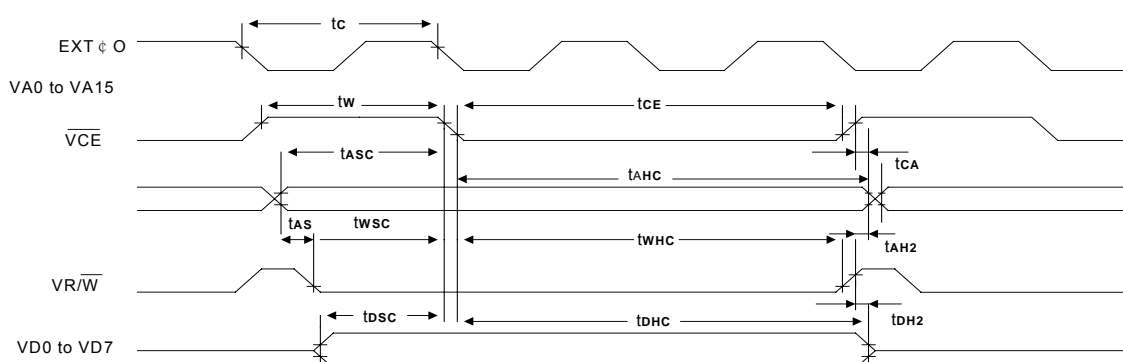 tC
EXT ¢ O
VA0 to VA15
tW
tCE
VCE
tASC
tCA
tAHC
tAS
tWSC
tWHC
tAH2
VR/W
tDSC
tDHC
tDH2
VD0 to VD7